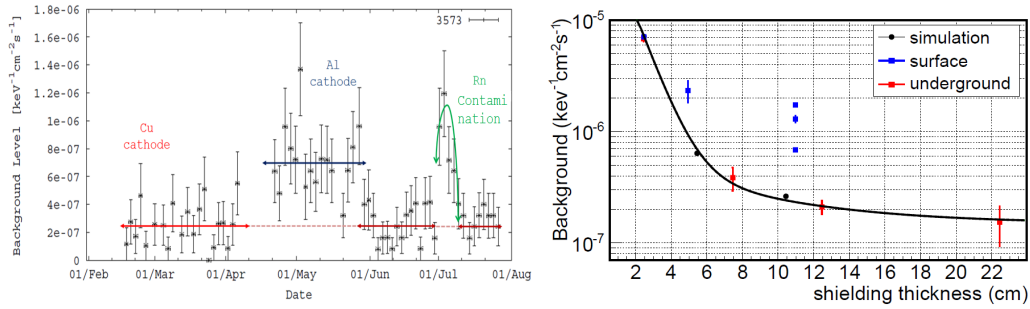 Background Level [keV⁻¹cm⁻²s⁻¹]
1.8e-06
1.6e-06
1.4e-06
1.2e-06
1e-06
8e-07
6e-07
4e-07
2e-07
0
3573
Cu
cathode
Al
cathode
Rn
Contami
nation
01/Feb 01/Mar 01/Apr 01/May 01/Jun 01/Jul 01/Aug
Date
Background (keV⁻¹cm⁻²s⁻¹)
10⁻⁵
10⁻⁶
10⁻⁷
simulation
surface
underground
2 4 6 8 10 12 14 16 18 20 22 24
shielding thickness (cm)